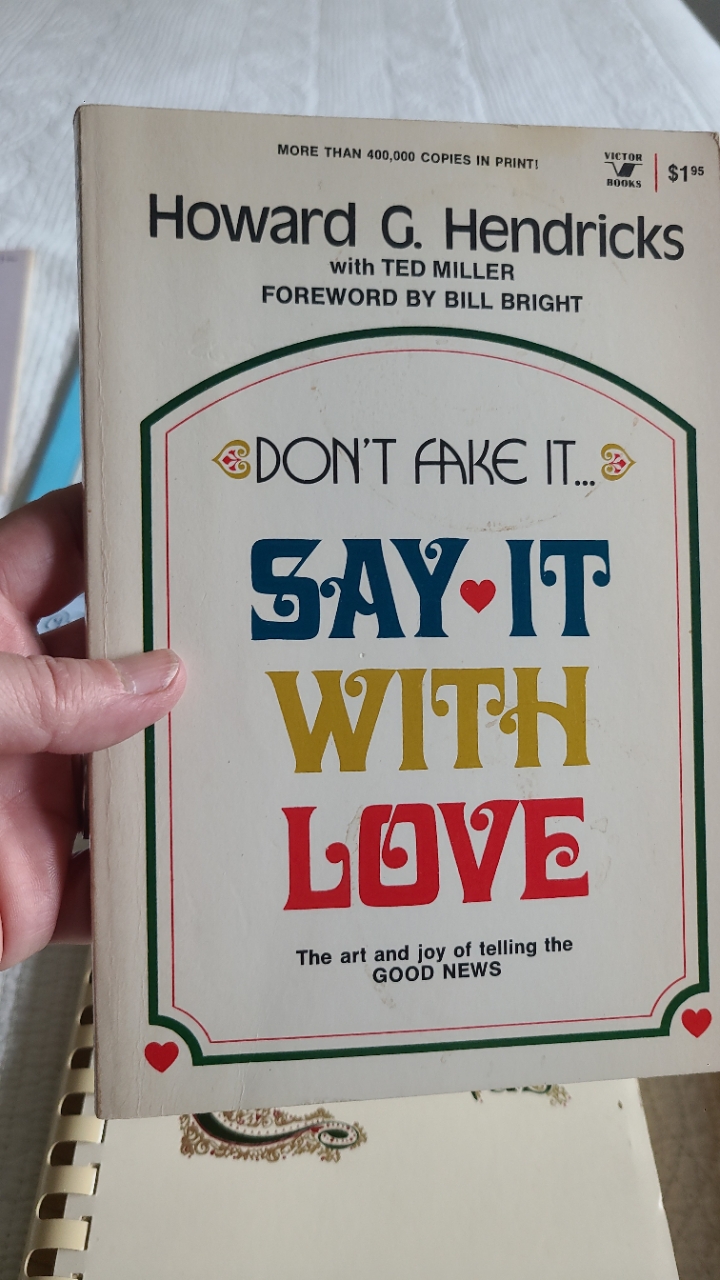 MORE THAN 400,000 COPIES IN PRINT!
VICTOR
BOOKS
$1.95
Howard G. Hendricks
with TED MILLER
FOREWORD BY BILL BRIGHT
DON'T FAKE IT...
SAY IT
WITH
LOVE
The art and joy of telling the
GOOD NEWS